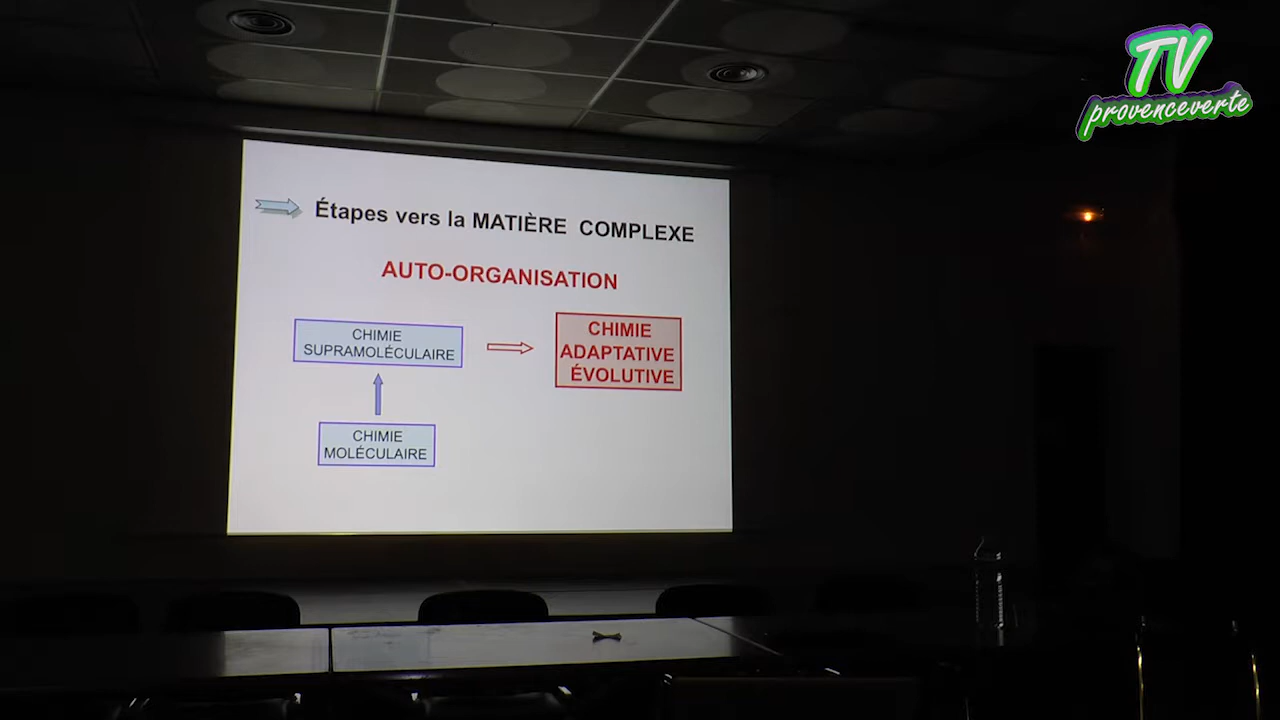 TV
provenceverte
Étapes vers la MATIÈRE COMPLEXE
AUTO-ORGANISATION
CHIMIE
SUPRAMOLÉCULAIRE
CHIMIE
ADAPTATIVE
ÉVOLUTIVE
CHIMIE
MOLÉCULAIRE